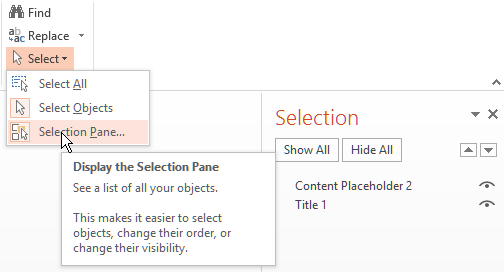 Find
ab ac Replace
Select
Select All
Select Objects
Selection Pane...
Display the Selection Pane
See a list of all your objects.
This makes it easier to select
objects, change their order, or
change their visibility.
Selection
Show All Hide All
Content Placeholder 2
Title 1